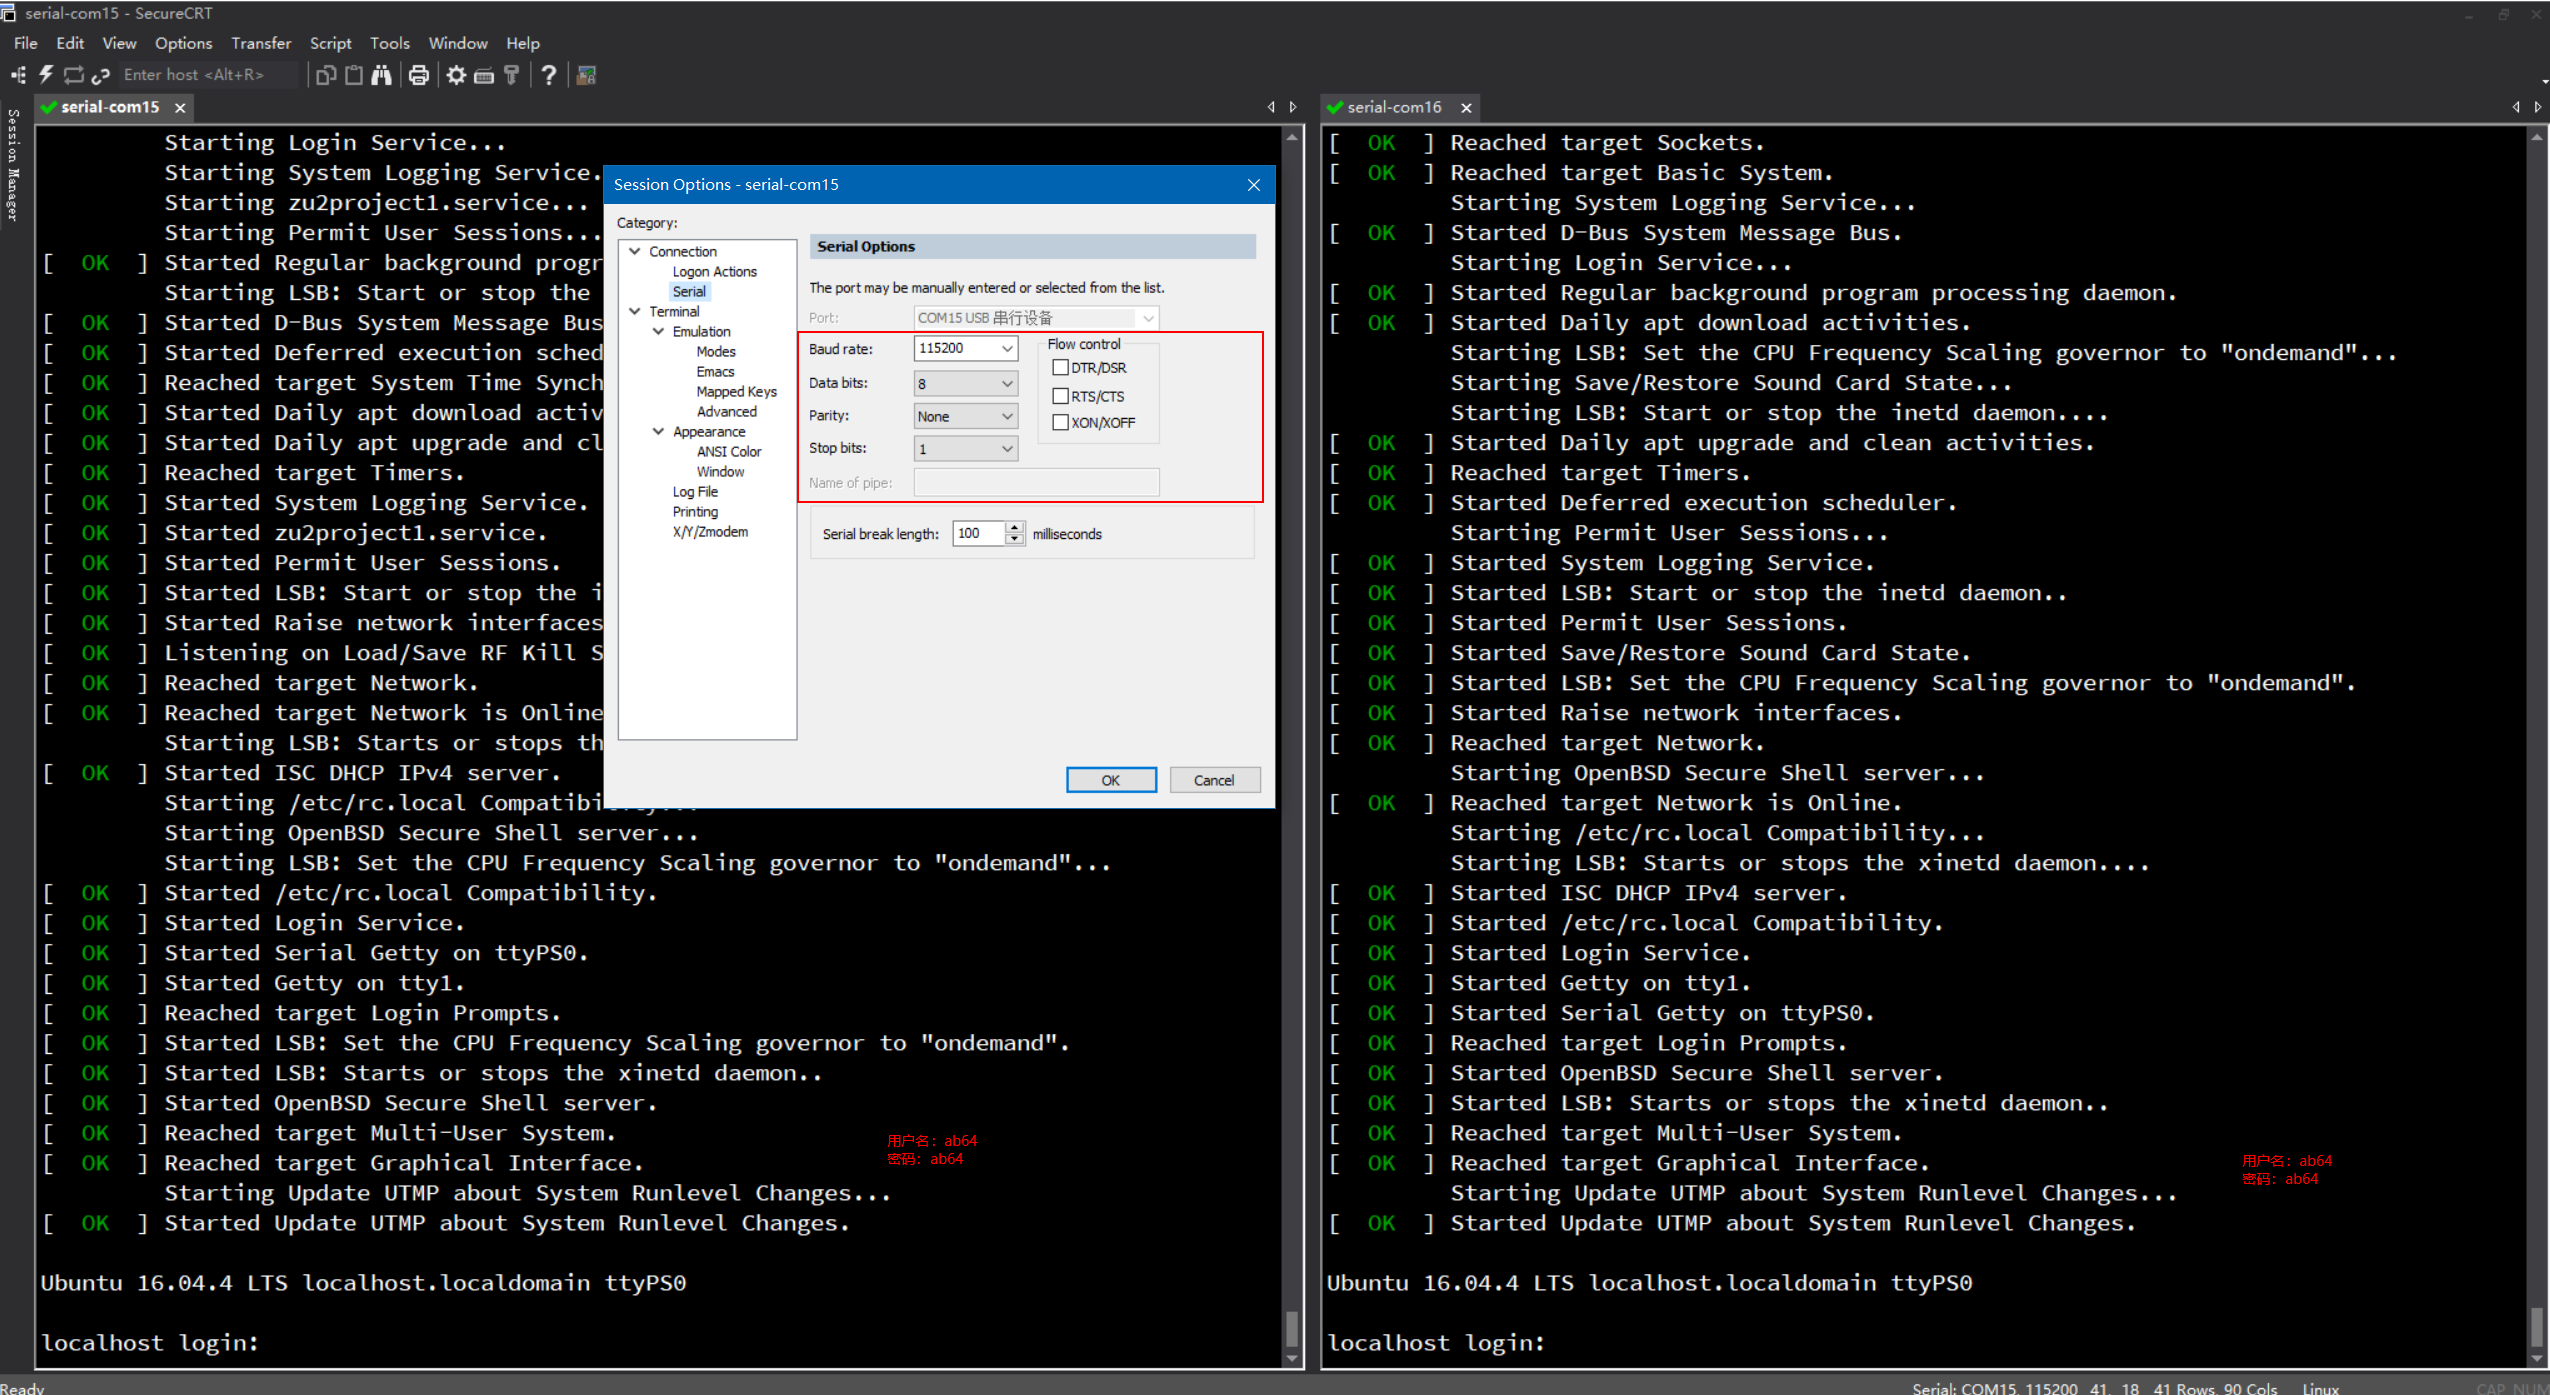 serial-com15 - SecureCRT
File Edit View Options Transfer Script Tools Window Help
Enter host <Alt+R>
Session Manager
serial-com15
Starting Login Service...
Starting System Logging Service.
Starting zu2project1.service...
Starting Permit User Sessions...
[ OK ] Started Regular background progr
Starting LSB: Start or stop the
[ OK ] Started D-Bus System Message Bus
[ OK ] Started Deferred execution sched
[ OK ] Reached target System Time Synch
[ OK ] Started Daily apt download activ
[ OK ] Started Daily apt upgrade and cl
[ OK ] Reached target Timers.
[ OK ] Started System Logging Service.
[ OK ] Started zu2project1.service.
[ OK ] Started Permit User Sessions.
[ OK ] Started LSB: Start or stop the i
[ OK ] Started Raise network interfaces
[ OK ] Listening on Load/Save RF Kill S
[ OK ] Reached target Network.
[ OK ] Reached target Network is Online
Starting LSB: Starts or stops th
[ OK ] Started ISC DHCP IPv4 server.
Starting /etc/rc.local Compatibility...
Starting OpenBSD Secure Shell server...
Starting LSB: Set the CPU Frequency Scaling governor to "ondemand"...
[ OK ] Started /etc/rc.local Compatibility.
[ OK ] Started Login Service.
[ OK ] Started Serial Getty on ttyPS0.
[ OK ] Started Getty on tty1.
[ OK ] Reached target Login Prompts.
[ OK ] Started LSB: Set the CPU Frequency Scaling governor to "ondemand".
[ OK ] Started LSB: Starts or stops the xinetd daemon..
[ OK ] Started OpenBSD Secure Shell server.
[ OK ] Reached target Multi-User System.
[ OK ] Reached target Graphical Interface.
Starting Update UTMP about System Runlevel Changes...
[ OK ] Started Update UTMP about System Runlevel Changes.
用户名：ab64
密码：ab64
Ubuntu 16.04.4 LTS localhost.localdomain ttyPS0
localhost login:
Session Options - serial-com15
Category:
Connection
Logon Actions
Serial
Terminal
Emulation
Modes
Emacs
Mapped Keys
Advanced
Appearance
ANSI Color
Window
Log File
Printing
X/Y/Zmodem
Serial Options
The port may be manually entered or selected from the list.
Port: COM15 USB 串行设备
Baud rate: 115200
Data bits: 8
Parity: None
Stop bits: 1
Name of pipe:
Flow control
DTR/DSR
RTS/CTS
XON/XOFF
Serial break length: 100 milliseconds
OK Cancel
serial-com16
[ OK ] Reached target Sockets.
[ OK ] Reached target Basic System.
Starting System Logging Service...
[ OK ] Started D-Bus System Message Bus.
Starting Login Service...
[ OK ] Started Regular background program processing daemon.
[ OK ] Started Daily apt download activities.
Starting LSB: Set the CPU Frequency Scaling governor to "ondemand"...
Starting Save/Restore Sound Card State...
Starting LSB: Start or stop the inetd daemon....
[ OK ] Started Daily apt upgrade and clean activities.
[ OK ] Reached target Timers.
[ OK ] Started Deferred execution scheduler.
Starting Permit User Sessions...
[ OK ] Started System Logging Service.
[ OK ] Started LSB: Start or stop the inetd daemon..
[ OK ] Started Permit User Sessions.
[ OK ] Started Save/Restore Sound Card State.
[ OK ] Started LSB: Set the CPU Frequency Scaling governor to "ondemand".
[ OK ] Started Raise network interfaces.
[ OK ] Reached target Network.
Starting OpenBSD Secure Shell server...
[ OK ] Reached target Network is Online.
Starting /etc/rc.local Compatibility...
Starting LSB: Starts or stops the xinetd daemon....
[ OK ] Started ISC DHCP IPv4 server.
[ OK ] Started /etc/rc.local Compatibility.
[ OK ] Started Login Service.
[ OK ] Started Getty on tty1.
[ OK ] Started Serial Getty on ttyPS0.
[ OK ] Reached target Login Prompts.
[ OK ] Started OpenBSD Secure Shell server.
[ OK ] Started LSB: Starts or stops the xinetd daemon..
[ OK ] Reached target Multi-User System.
[ OK ] Reached target Graphical Interface.
Starting Update UTMP about System Runlevel Changes...
[ OK ] Started Update UTMP about System Runlevel Changes.
用户名：ab64
密码：ab64
Ubuntu 16.04.4 LTS localhost.localdomain ttyPS0
localhost login:
Ready
Serial: COM15, 115200 41, 18 41 Rows, 90 Cols Linux CAP NUM